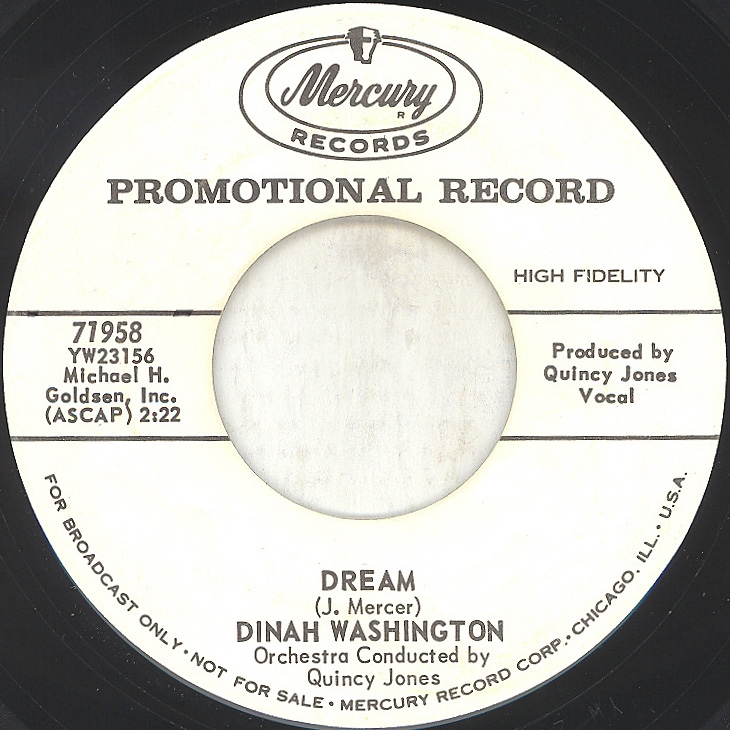 Mercury
R
RECORDS
PROMOTIONAL RECORD
HIGH FIDELITY
71958
YW23156
Michael H.
Goldsen, Inc.
(ASCAP) 2:22
Produced by
Quincy Jones
Vocal
DREAM
(J. Mercer)
DINAH WASHINGTON
Orchestra Conducted by
Quincy Jones
FOR BROADCAST ONLY • NOT FOR SALE • MERCURY RECORD CORP. • CHICAGO, ILL. • U.S.A.